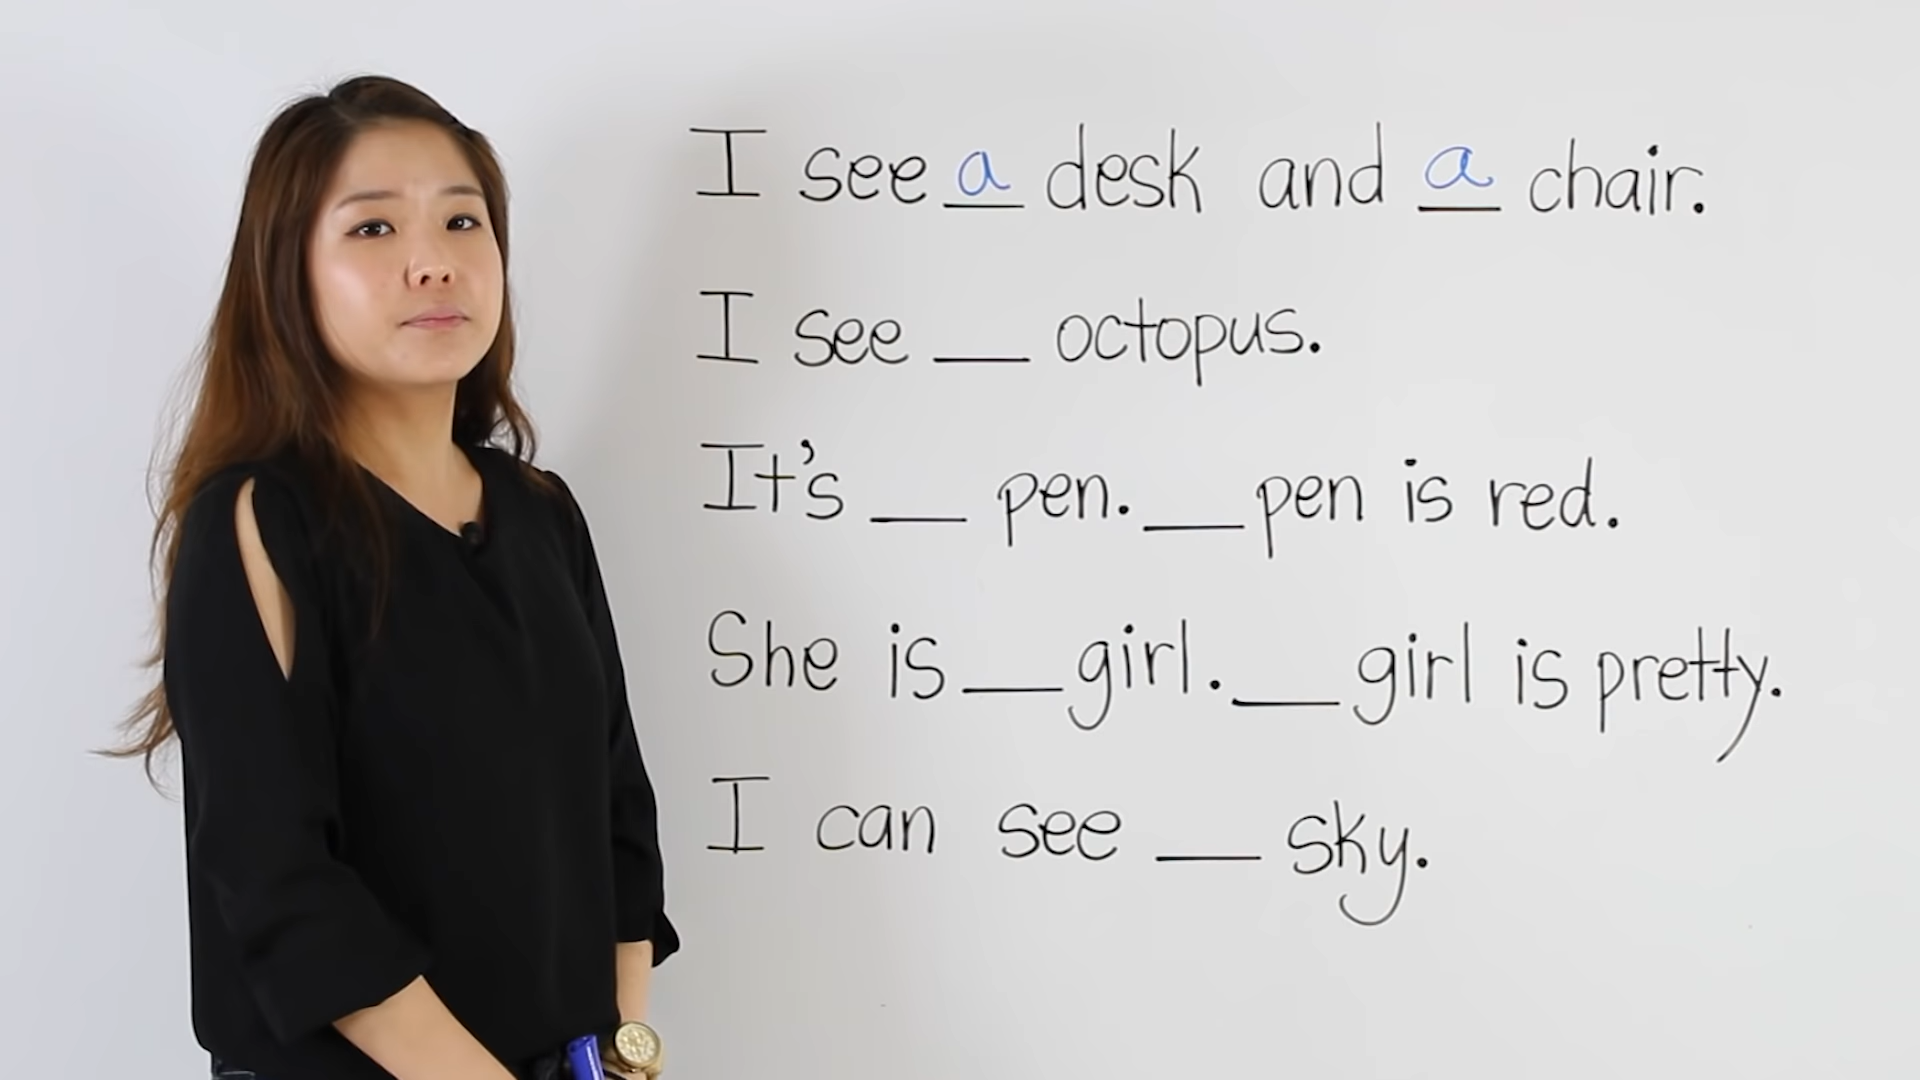 I see a desk and a chair.
I see __ octopus.
It's __ pen. __ pen is red.
She is __ girl. __ girl is pretty.
I can see __ sky.